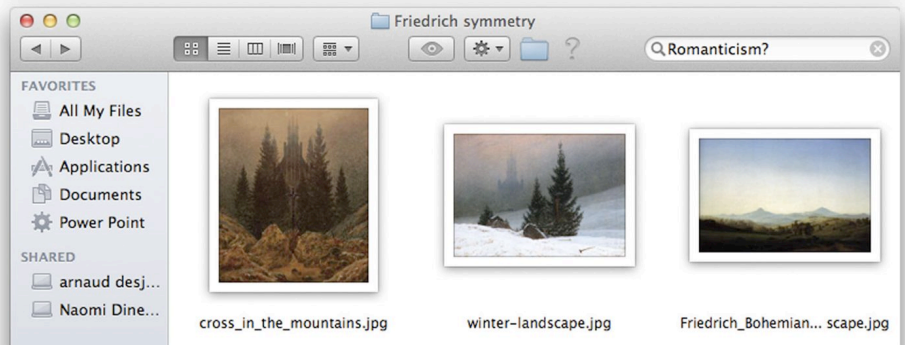 Friedrich symmetry
Romanticism?
FAVORITES
All My Files
Desktop
Applications
Documents
Power Point
SHARED
arnaud desj...
Naomi Dine...
cross_in_the_mountains.jpg
winter-landscape.jpg
Friedrich_Bohemian... scape.jpg